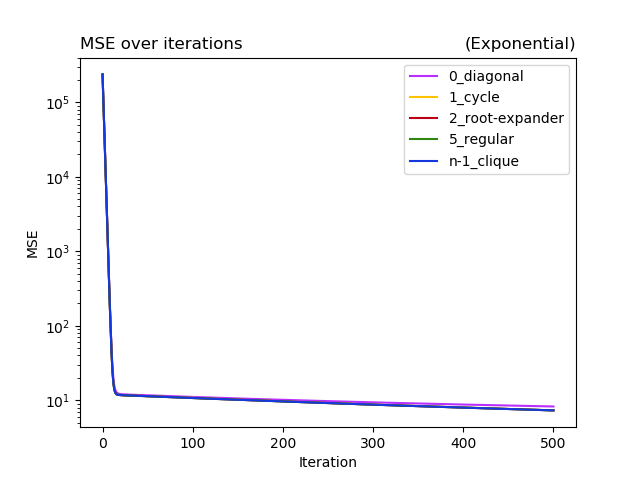 MSE over iterations (Exponential)
0_diagonal
1_cycle
2_root-expander
5_regular
n-1_clique
MSE
10^5
10^4
10^3
10^2
10^1
0 100 200 300 400 500
Iteration